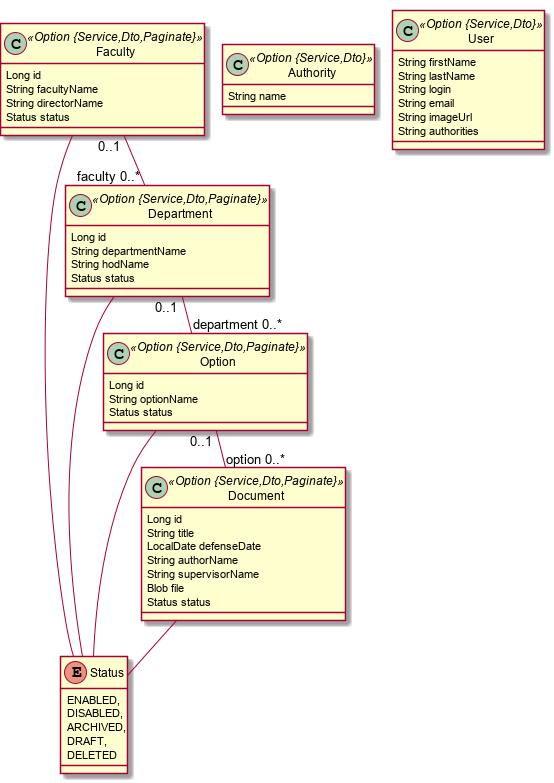 C «Option {Service,Dto,Paginate}»
Faculty
Long id
String facultyName
String directorName
Status status
C «Option {Service,Dto}»
Authority
String name
C «Option {Service,Dto}»
User
String firstName
String lastName
String login
String email
String imageUrl
String authorities
0..1
faculty 0..*
C «Option {Service,Dto,Paginate}»
Department
Long id
String departmentName
String hodName
Status status
0..1
department 0..*
C «Option {Service,Dto,Paginate}»
Option
Long id
String optionName
Status status
0..1
option 0..*
C «Option {Service,Dto,Paginate}»
Document
Long id
String title
LocalDate defenseDate
String authorName
String supervisorName
Blob file
Status status
E Status
ENABLED,
DISABLED,
ARCHIVED,
DRAFT,
DELETED